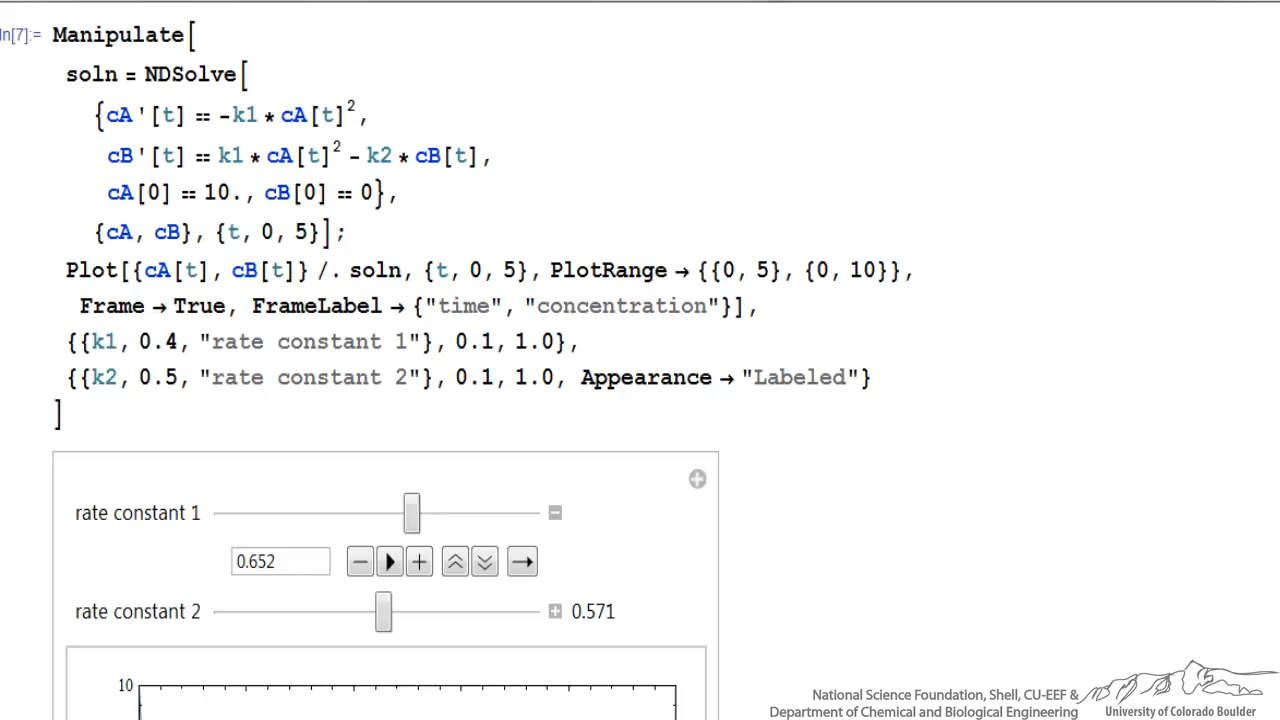 In[7]:= Manipulate[
soln = NDSolve[
{cA'[t] == -k1 * cA[t]^2,
cB'[t] == k1 * cA[t]^2 - k2 * cB[t],
cA[0] == 10., cB[0] == 0},
{cA, cB}, {t, 0, 5}];
Plot[{cA[t], cB[t]} /. soln, {t, 0, 5}, PlotRange → {{0, 5}, {0, 10}},
Frame → True, FrameLabel → {"time", "concentration"}],
{{k1, 0.4, "rate constant 1"}, 0.1, 1.0},
{{k2, 0.5, "rate constant 2"}, 0.1, 1.0, Appearance → "Labeled"}
]
rate constant 1
0.652
rate constant 2 0.571
10
National Science Foundation, Shell, CU-EEF &
Department of Chemical and Biological Engineering
University of Colorado Boulder